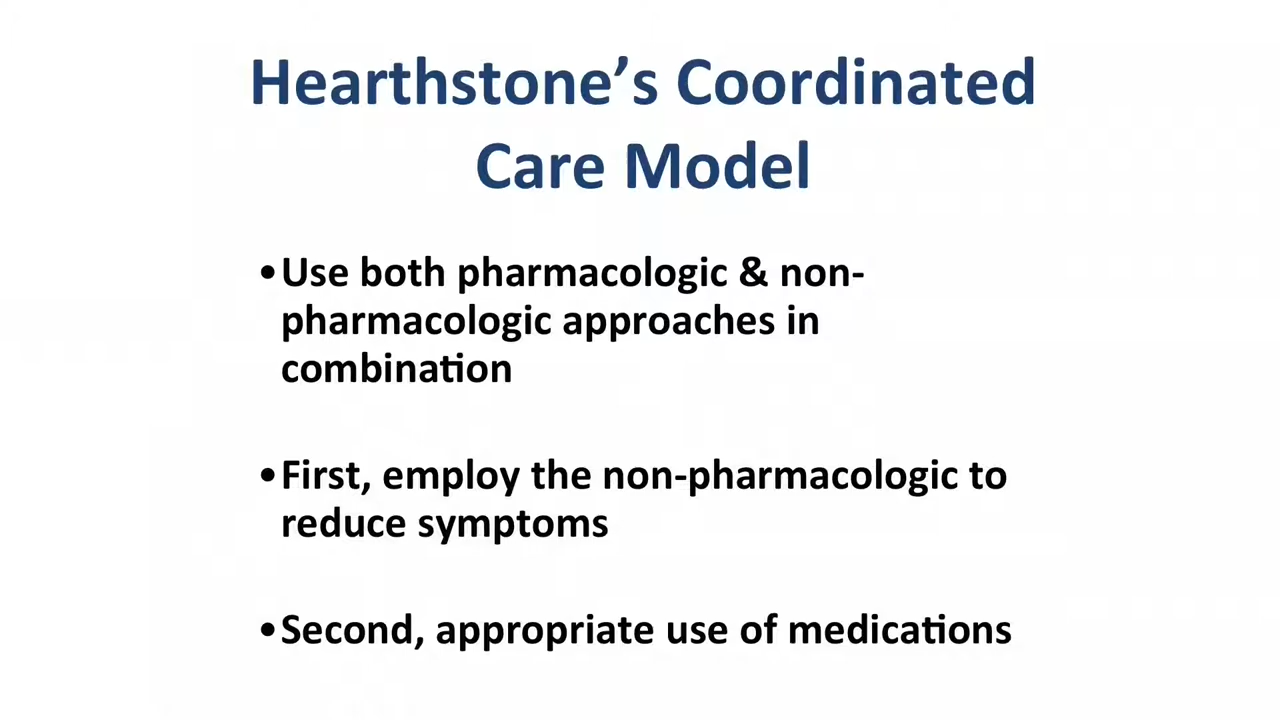 Hearthstone’s Coordinated
Care Model
•Use both pharmacologic & non-
pharmacologic approaches in
combination
•First, employ the non-pharmacologic to
reduce symptoms
•Second, appropriate use of medications